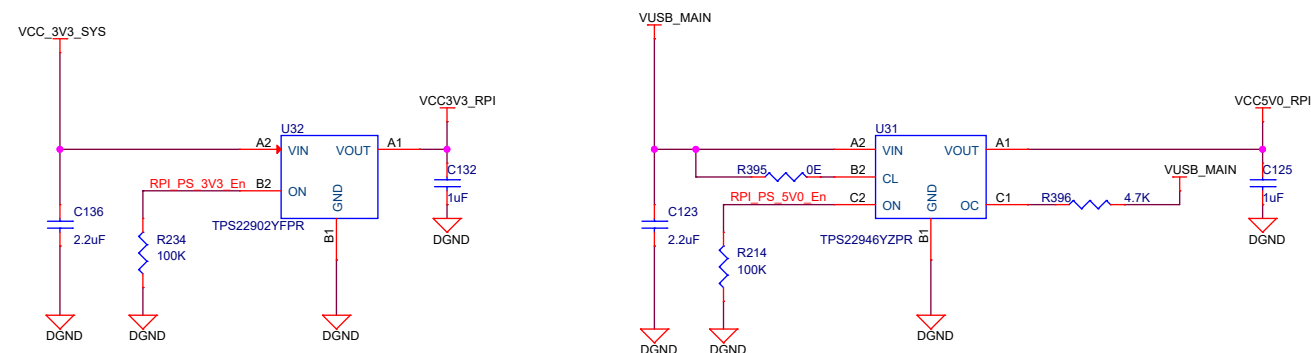 VCC_3V3_SYS
VCC3V3_RPI
U32
A2
VIN
VOUT
A1
RPI_PS_3V3_En
B2
ON
GND
C132
1uF
TPS22902YFPR
B1
C136
2.2uF
R234
100K
DGND
DGND
DGND
DGND
VUSB_MAIN
VCC5V0_RPI
U31
A2
VIN
VOUT
A1
R395
0E
B2
CL
VUSB_MAIN
RPI_PS_5V0_En
C2
ON
GND
OC
C1
R396
4.7K
C125
1uF
C123
2.2uF
TPS22946YZPR
B1
R214
100K
DGND
DGND
DGND
DGND